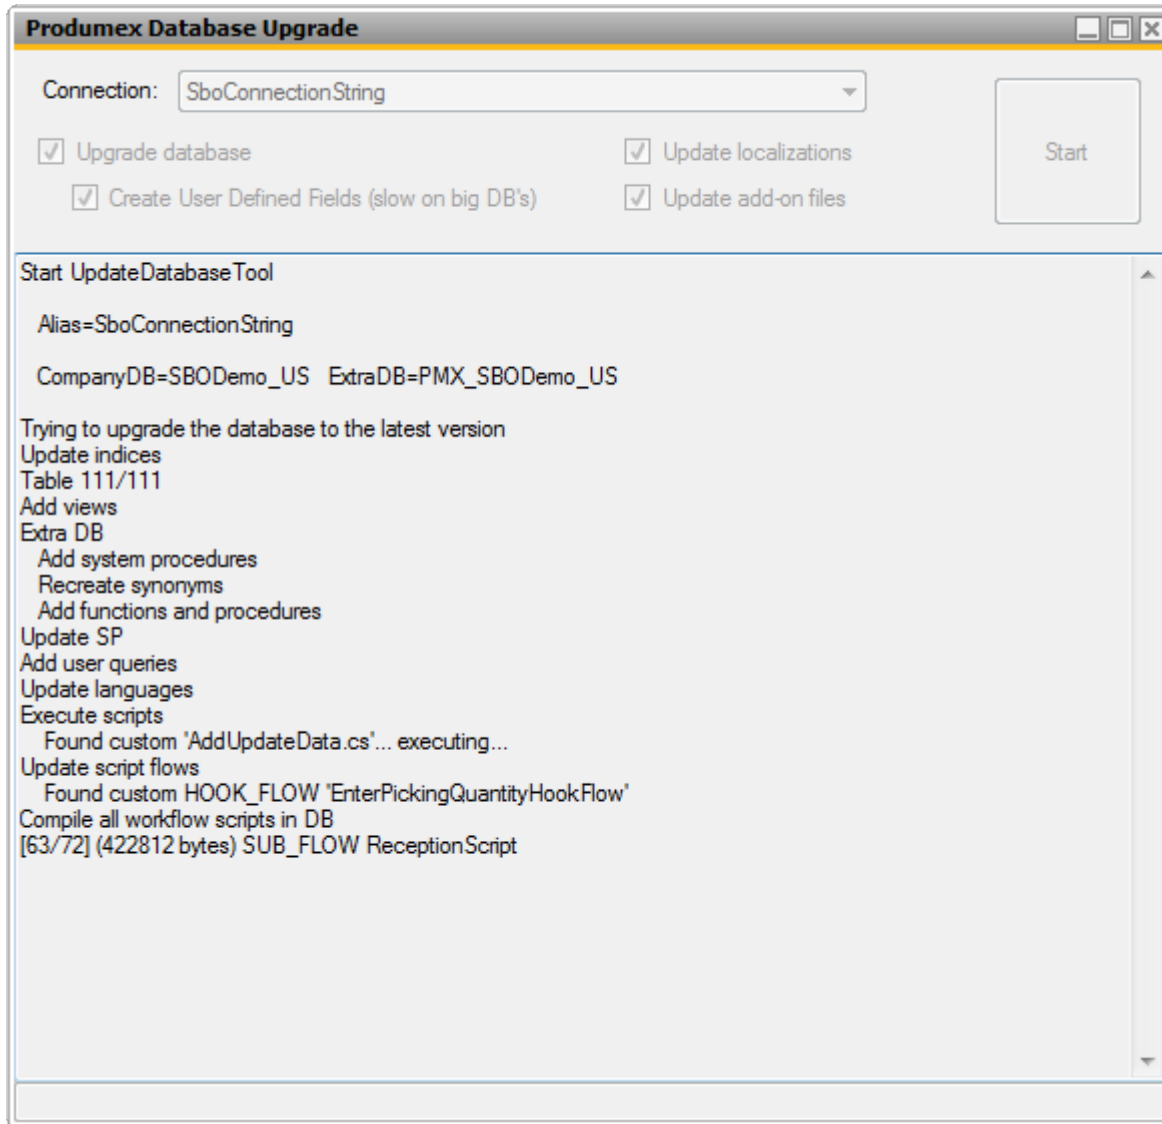 Produmex Database Upgrade
Connection: SboConnectionString
Upgrade database Update localizations Start
Create User Defined Fields (slow on big DB's) Update add-on files
Start UpdateDatabaseTool
Alias=SboConnectionString
CompanyDB=SBODemo_US ExtraDB=PMX_SBODemo_US
Trying to upgrade the database to the latest version
Update indices
Table 111/111
Add views
Extra DB
Add system procedures
Recreate synonyms
Add functions and procedures
Update SP
Add user queries
Update languages
Execute scripts
Found custom 'AddUpdateData.cs'... executing...
Update script flows
Found custom HOOK_FLOW 'EnterPickingQuantityHookFlow'
Compile all workflow scripts in DB
[63/72] (422812 bytes) SUB_FLOW ReceptionScript